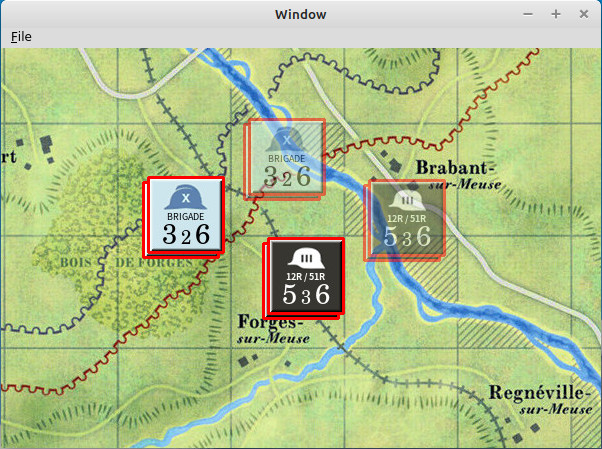 Window
File
rt
X
BRIGADE
3 2 6
Brabant-
sur-Meuse
X
BRIGADE
3 2 6
III
12R / 51R
5 3 6
BOIS DE FORGES
III
12R / 51R
5 3 6
Forges-
sur-Meuse
Regnéville-
sur-Meuse